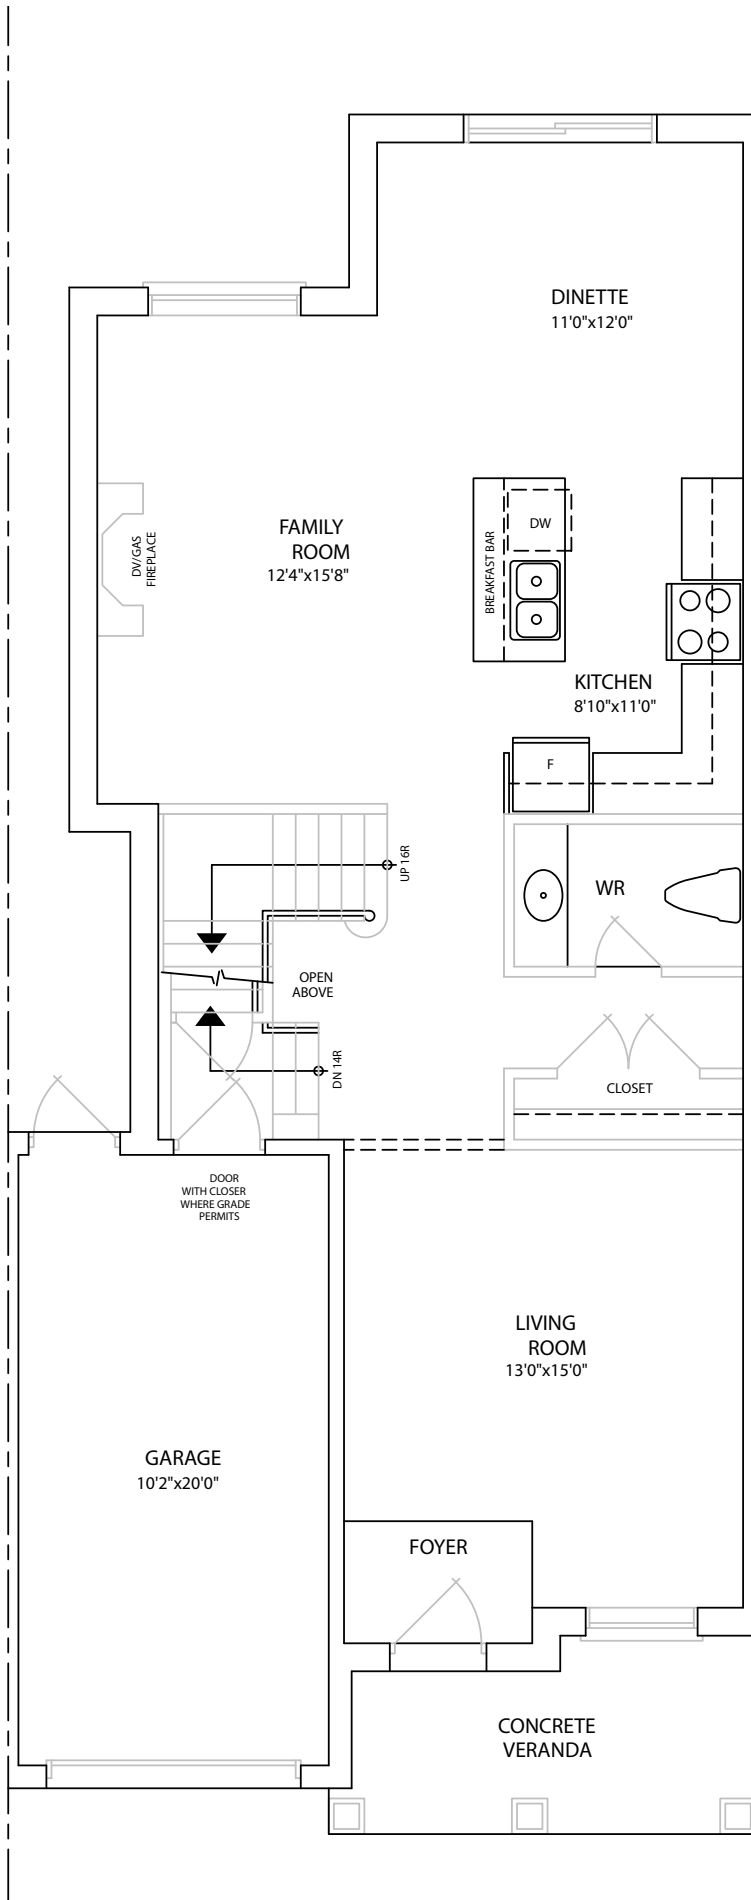 DINETTE
11'0"x12'0"
FAMILY
ROOM
12'4"x15'8"
DV/GAS
FIREPLACE
BREAKFAST BAR
DW
KITCHEN
8'10"x11'0"
F
UP 16R
WR
OPEN
ABOVE
DN 14R
CLOSET
DOOR
WITH CLOSER
WHERE GRADE
PERMITS
LIVING
ROOM
13'0"x15'0"
GARAGE
10'2"x20'0"
FOYER
CONCRETE
VERANDA